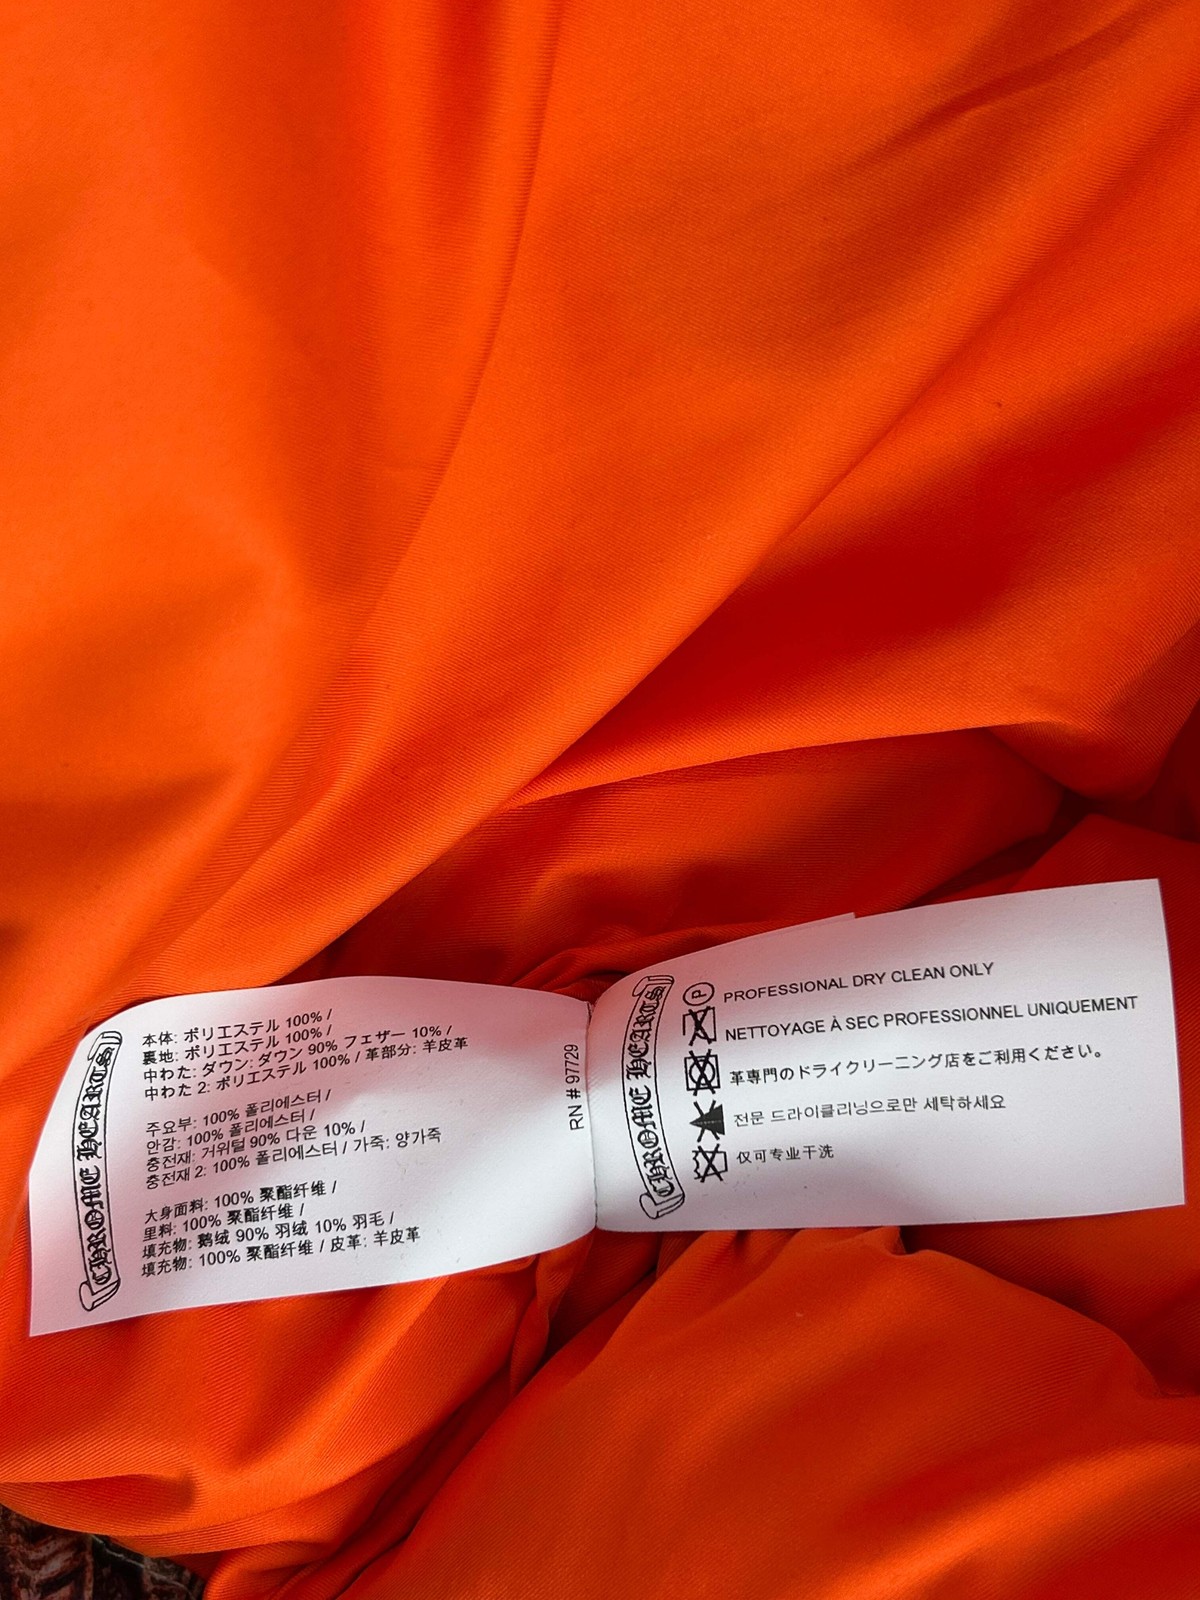 CHROME HEARTS
本体: ポリエステル 100% /
裏地: ポリエステル 100% /
中わた: ダウン: ダウン 90% フェザー 10% /
中わた 2: ポリエステル 100% / 革部分: 羊皮革
주요부: 100% 폴리에스터 /
안감: 100% 폴리에스터 /
충전재: 거위털 90% 다운 10% /
충전재 2: 100% 폴리에스터 / 가죽: 양가죽
大身面料: 100% 聚酯纤维 /
里料: 100% 聚酯纤维 /
填充物: 鹅绒 90% 羽绒 10% 羽毛 /
填充物: 100% 聚酯纤维 / 皮革: 羊皮革
RN # 97729
CHROME HEARTS
P PROFESSIONAL DRY CLEAN ONLY
NETTOYAGE À SEC PROFESSIONNEL UNIQUEMENT
革専門のドライクリーニング店をご利用ください。
전문 드라이클리닝으로만 세탁하세요
仅可专业干洗